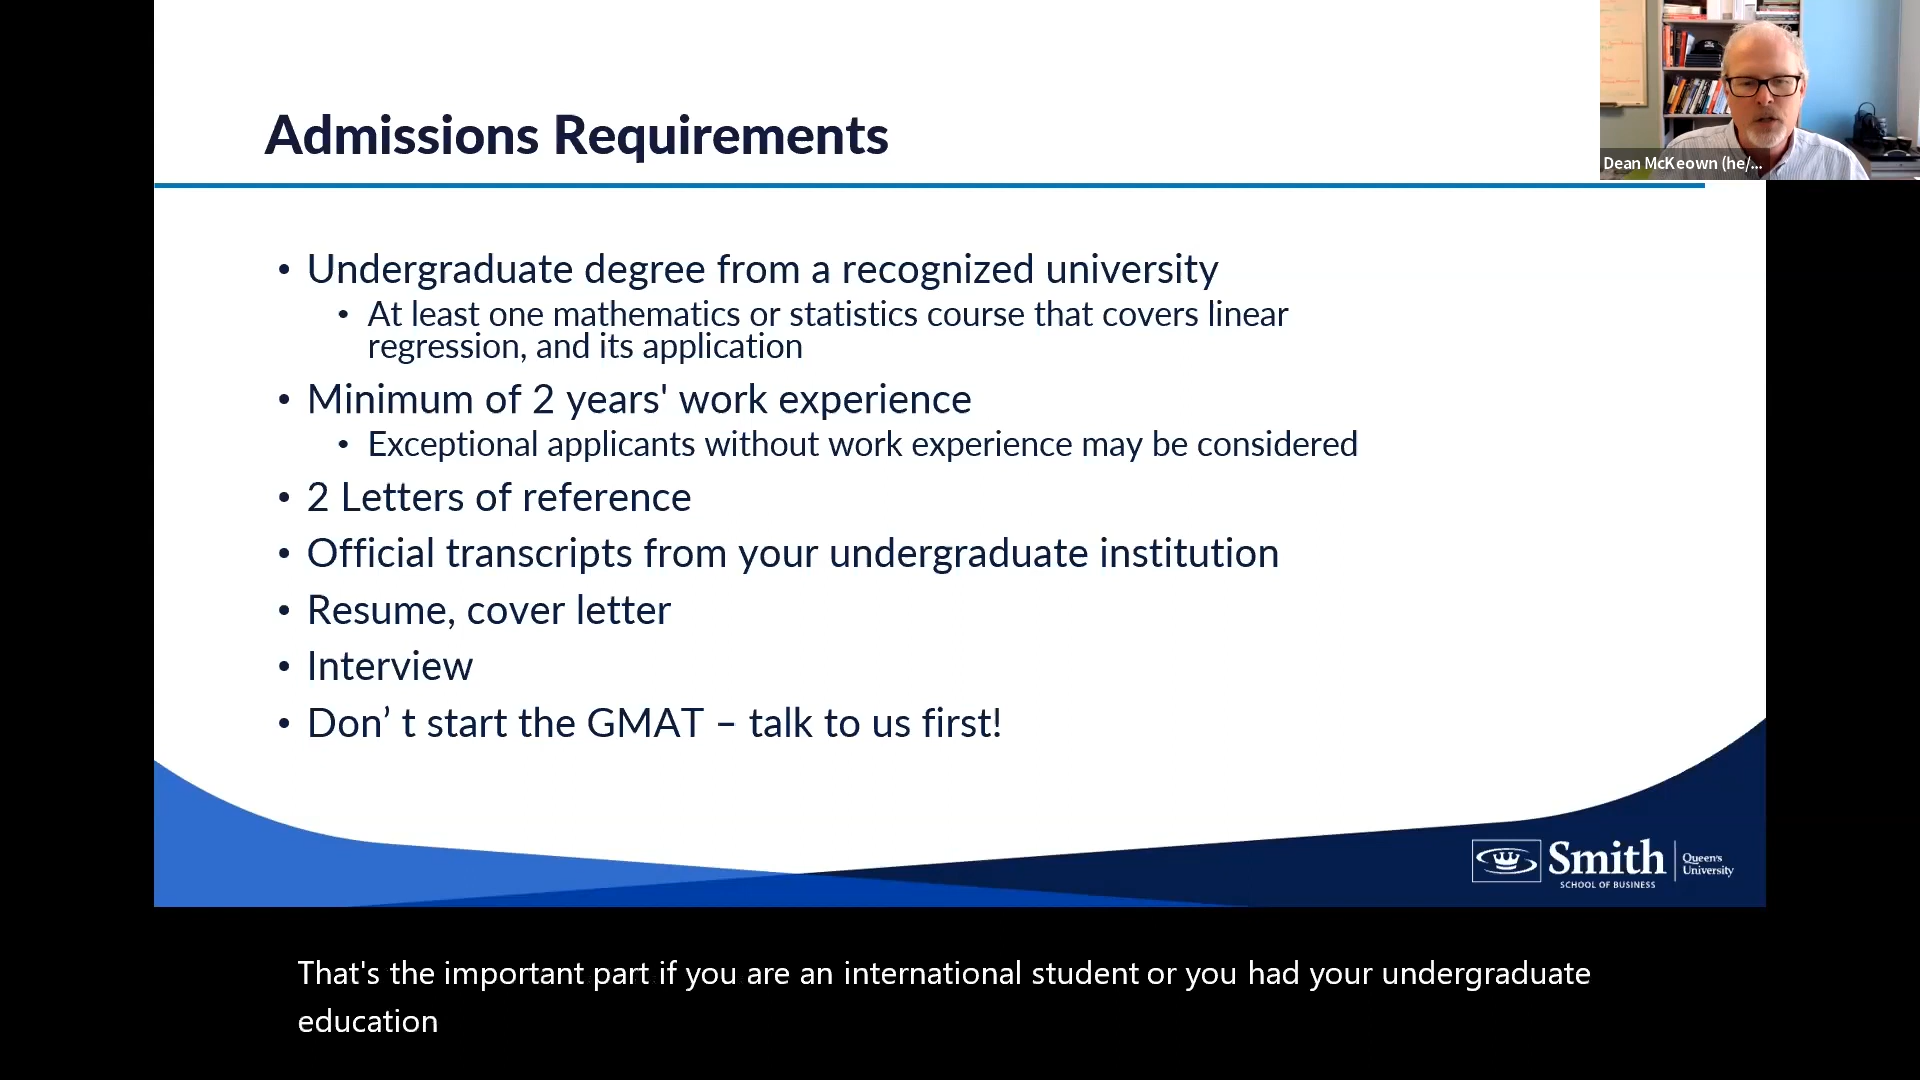 Admissions Requirements
Dean McKeown (he/...
• Undergraduate degree from a recognized university
• At least one mathematics or statistics course that covers linear
regression, and its application
• Minimum of 2 years' work experience
• Exceptional applicants without work experience may be considered
• 2 Letters of reference
• Official transcripts from your undergraduate institution
• Resume, cover letter
• Interview
• Don’ t start the GMAT – talk to us first!
Smith
SCHOOL OF BUSINESS
Queen's
University
That's the important part if you are an international student or you had your undergraduate
education